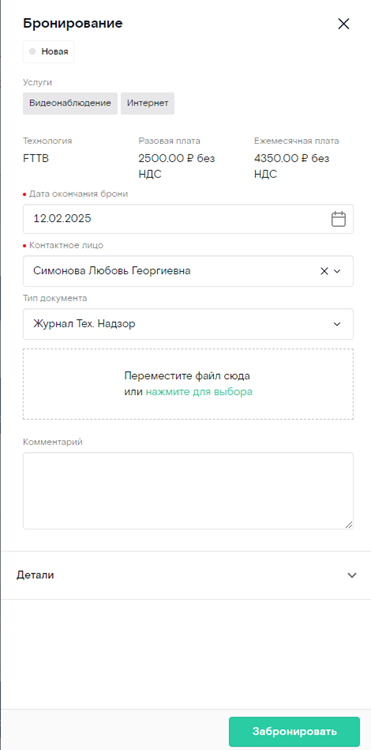 Бронирование
Новая
Услуги
Видеонаблюдение Интернет
Технология Разовая плата Ежемесячная плата
FTTB 2500.00 ₽ без 4350.00 ₽ без
НДС НДС
Дата окончания брони
12.02.2025
Контактное лицо
Симонова Любовь Георгиевна
Тип документа
Журнал Тех. Надзор
Переместите файл сюда
или нажмите для выбора
Комментарий
Детали
Забронировать